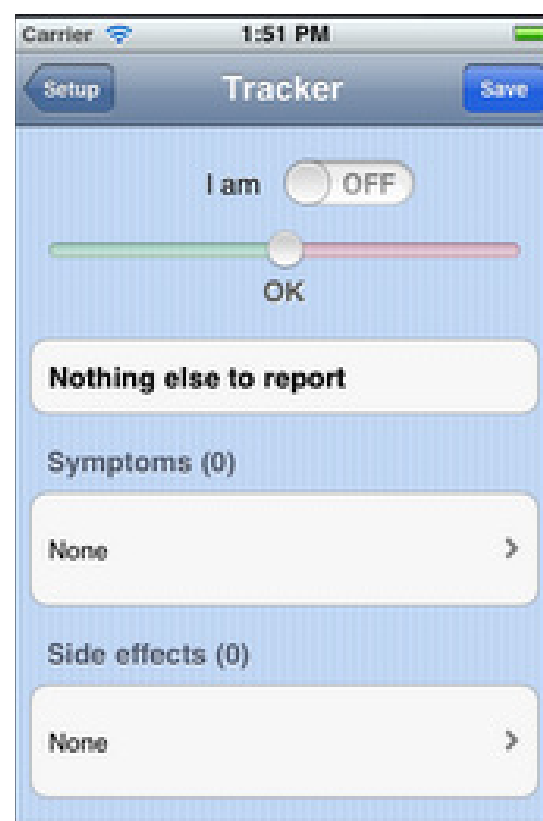 Carrier 1:51 PM
Setup Tracker Save
I am OFF
OK
Nothing else to report
Symptoms (0)
None
Side effects (0)
None